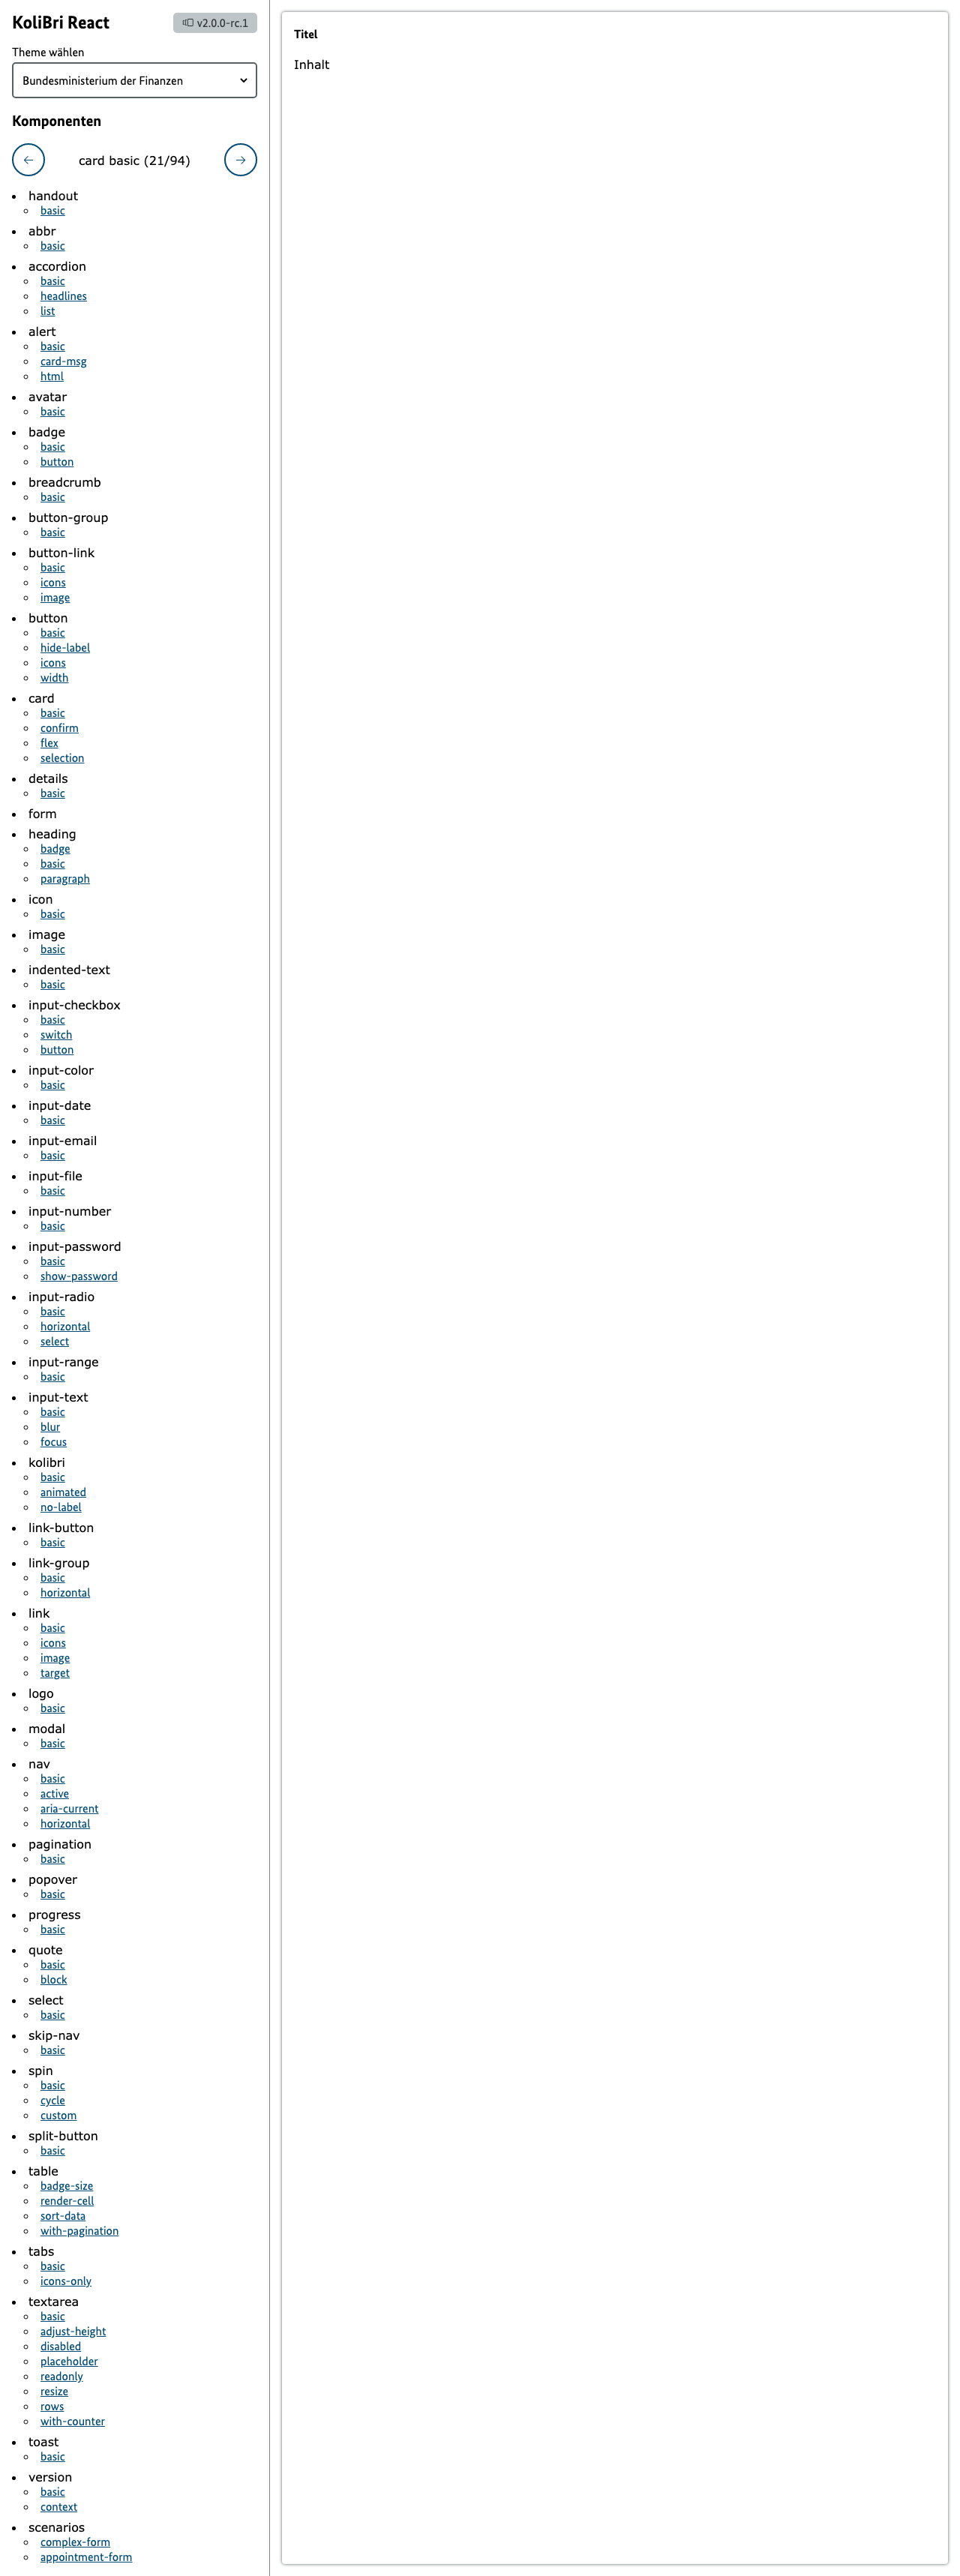 KoliBri React
v2.0.0-rc.1
Theme wählen
Bundesministerium der Finanzen
Komponenten
card basic (21/94)
handout
basic
abbr
basic
accordion
basic
headlines
list
alert
basic
card-msg
html
avatar
basic
badge
basic
button
breadcrumb
basic
button-group
basic
button-link
basic
icons
image
button
basic
hide-label
icons
width
card
basic
confirm
flex
selection
details
basic
form
heading
badge
basic
paragraph
icon
basic
image
basic
indented-text
basic
input-checkbox
basic
switch
button
input-color
basic
input-date
basic
input-email
basic
input-file
basic
input-number
basic
input-password
basic
show-password
input-radio
basic
horizontal
select
input-range
basic
input-text
basic
blur
focus
kolibri
basic
animated
no-label
link-button
basic
link-group
basic
horizontal
link
basic
icons
image
target
logo
basic
modal
basic
nav
basic
active
aria-current
horizontal
pagination
basic
popover
basic
progress
basic
quote
basic
block
select
basic
skip-nav
basic
spin
basic
cycle
custom
split-button
basic
table
badge-size
render-cell
sort-data
with-pagination
tabs
basic
icons-only
textarea
basic
adjust-height
disabled
placeholder
readonly
resize
rows
with-counter
toast
basic
version
basic
context
scenarios
complex-form
appointment-form
Titel
Inhalt